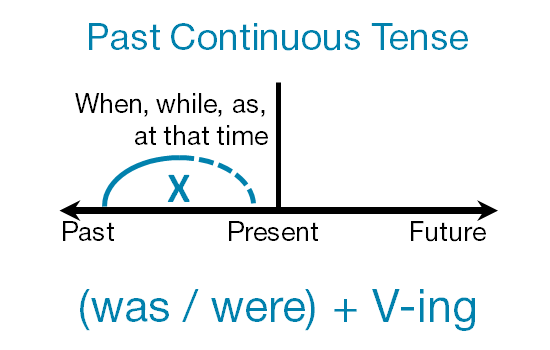 Past Continuous Tense
When, while, as,
at that time
X
Past Present Future
(was / were) + V-ing